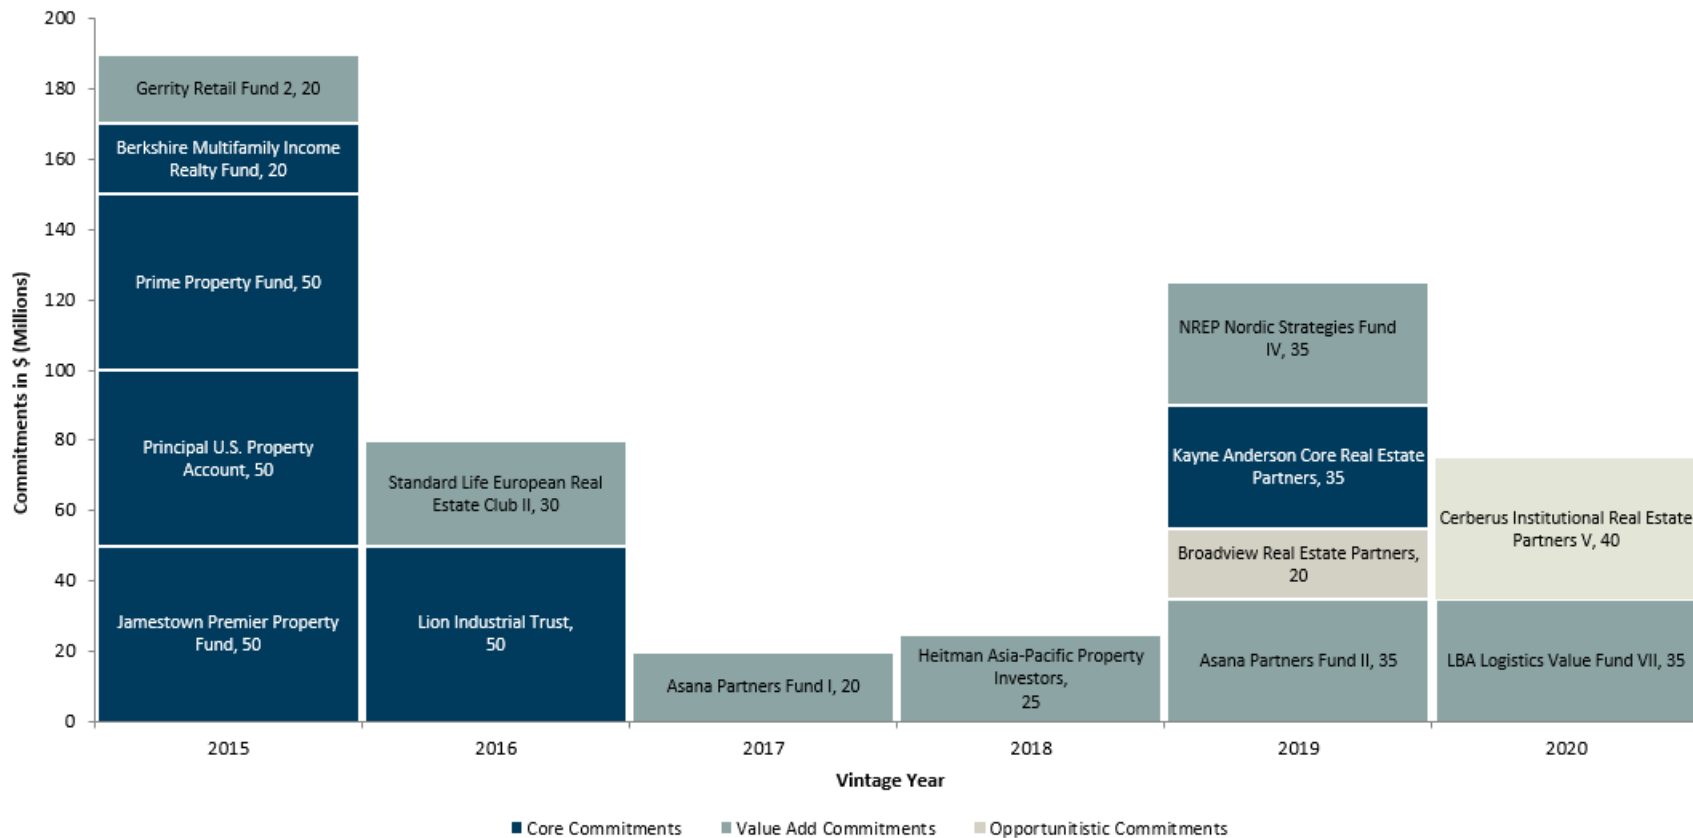 200
180
160
140
120
100
80
60
40
20
0
Commitments in $ (Millions)
Gerrity Retail Fund 2, 20
Berkshire Multifamily Income
Realty Fund, 20
Prime Property Fund, 50
Principal U.S. Property
Account, 50
Jamestown Premier Property
Fund, 50
Standard Life European Real
Estate Club II, 30
Lion Industrial Trust,
50
Asana Partners Fund I, 20
Heitman Asia-Pacific Property
Investors,
25
NREP Nordic Strategies Fund
IV, 35
Kayne Anderson Core Real Estate
Partners, 35
Broadview Real Estate Partners,
20
Asana Partners Fund II, 35
Cerberus Institutional Real Estate
Partners V, 40
LBA Logistics Value Fund VII, 35
2015
2016
2017
2018
2019
2020
Vintage Year
Core Commitments
Value Add Commitments
Opportunitistic Commitments